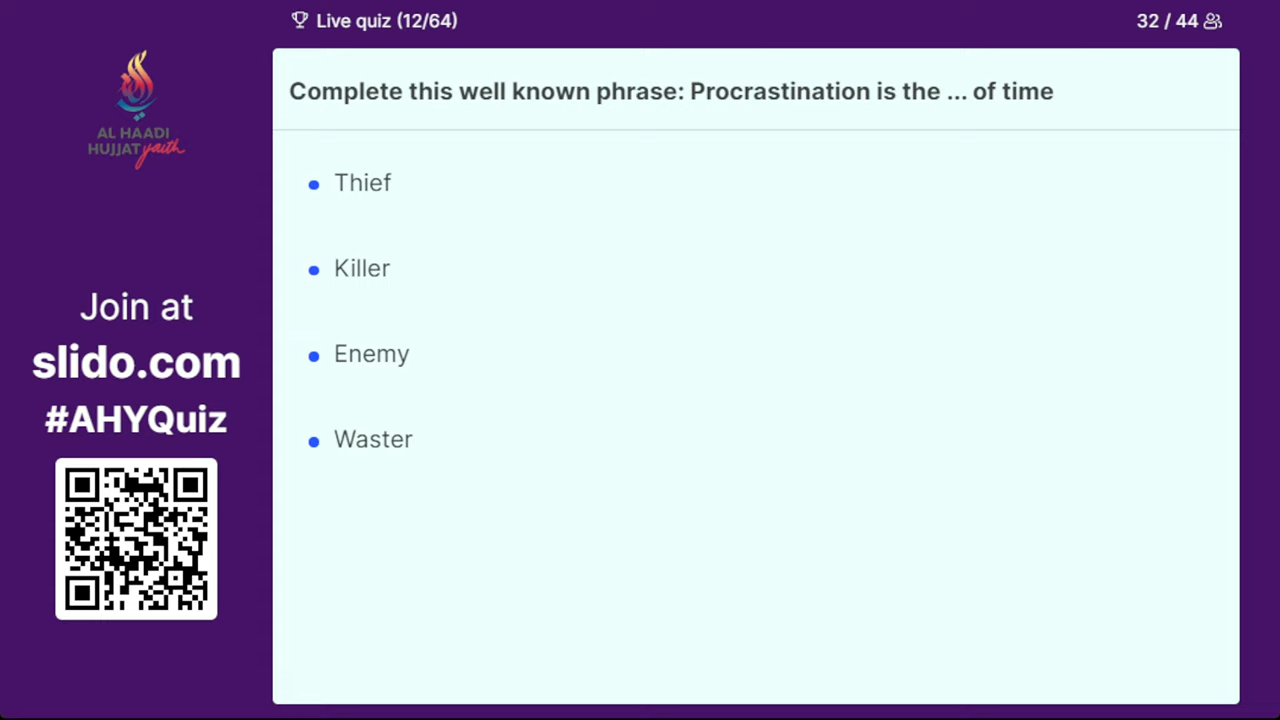 Live quiz (12/64)
32 / 44
AL HAADI
HUJJAT youth
Join at
slido.com
#AHYQuiz
Complete this well known phrase: Procrastination is the ... of time
Thief
Killer
Enemy
Waster